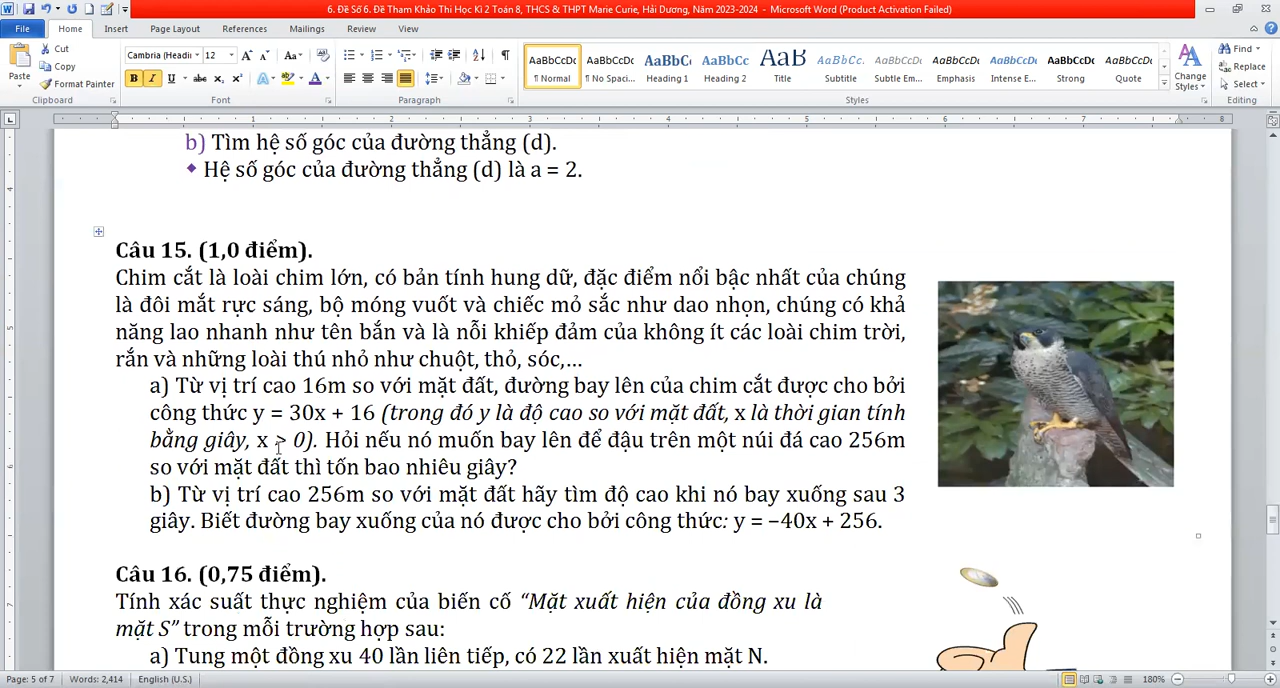 6. Đề Số 6. Đề Tham Khảo Thi Học Kì 2 Toán 8, THCS & THPT Marie Curie, Hải Dương, Năm 2023-2024 - Microsoft Word (Product Activation Failed)
File Home Insert Page Layout References Mailings Review View
Cut
Copy
Format Painter
Paste
Clipboard
Cambria (Headi 12
Font
Paragraph
AaBbCcDc AaBbCcDc AaBbC AaBbCc AaB AaBbCcL AaBbCcDc AaBbCcDc AaBbCcDc AaBbCcDc AaBbCcDc
¶ Normal ¶ No Spaci... Heading 1 Heading 2 Title Subtitle Subtle Em... Emphasis Intense E... Strong Quote
Styles
Change Styles
Find
Replace
Select
Editing
b) Tìm hệ số góc của đường thẳng (d).
Hệ số góc của đường thẳng (d) là a = 2.
Câu 15. (1,0 điểm).
Chim cắt là loài chim lớn, có bản tính hung dữ, đặc điểm nổi bậc nhất của chúng
là đôi mắt rực sáng, bộ móng vuốt và chiếc mỏ sắc như dao nhọn, chúng có khả
năng lao nhanh như tên bắn và là nỗi khiếp đảm của không ít các loài chim trời,
rắn và những loài thú nhỏ như chuột, thỏ, sóc,...
a) Từ vị trí cao 16m so với mặt đất, đường bay lên của chim cắt được cho bởi
công thức y = 30x + 16 (trong đó y là độ cao so với mặt đất, x là thời gian tính
bằng giây, x > 0). Hỏi nếu nó muốn bay lên để đậu trên một núi đá cao 256m
so với mặt đất thì tốn bao nhiêu giây?
b) Từ vị trí cao 256m so với mặt đất hãy tìm độ cao khi nó bay xuống sau 3
giây. Biết đường bay xuống của nó được cho bởi công thức: y = −40x + 256.
Câu 16. (0,75 điểm).
Tính xác suất thực nghiệm của biến cố “Mặt xuất hiện của đồng xu là
mặt S” trong mỗi trường hợp sau:
a) Tung một đồng xu 40 lần liên tiếp, có 22 lần xuất hiện mặt N.
Page: 5 of 7 Words: 2,414 English (U.S.) 180%